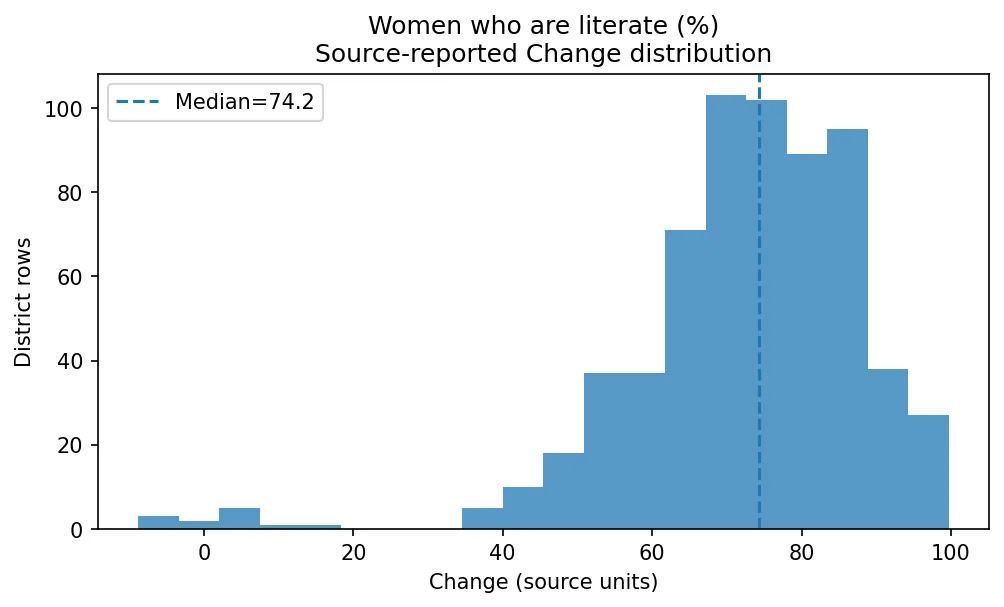 Women who are literate (%)
Source-reported Change distribution
Median=74.2
District rows
100
80
60
40
20
0
0 20 40 60 80 100
Change (source units)